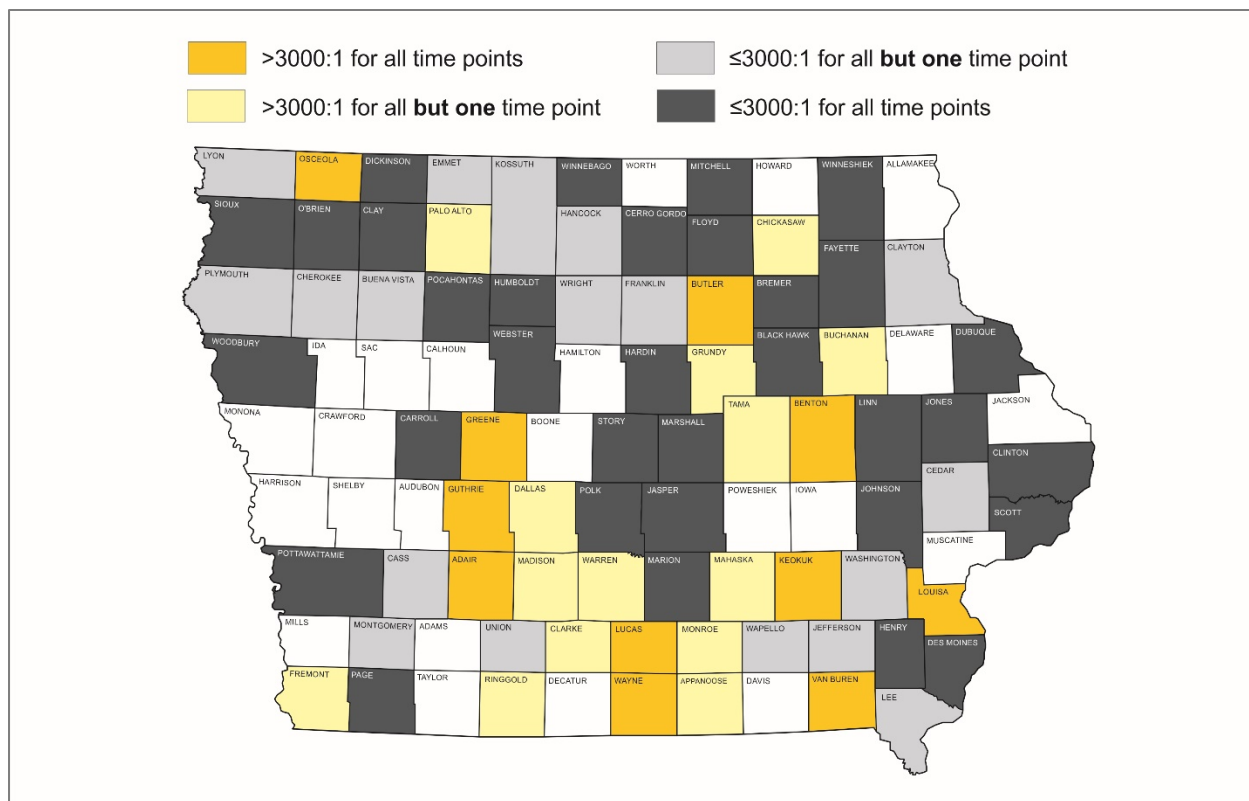 >3000:1 for all time points
≤3000:1 for all but one time point
>3000:1 for all but one time point
≤3000:1 for all time points
LYON
OSCEOLA
DICKINSON
EMMET
KOSSUTH
WINNEBAGO
WORTH
MITCHELL
HOWARD
WINNESHIEK
ALLAMAKEE
SIOUX
O'BRIEN
CLAY
PALO ALTO
HANCOCK
CERRO GORDO
FLOYD
CHICKASAW
FAYETTE
CLAYTON
PLYMOUTH
CHEROKEE
BUENA VISTA
POCAHONTAS
HUMBOLDT
WRIGHT
FRANKLIN
BUTLER
BREMER
WOODBURY
IDA
SAC
CALHOUN
WEBSTER
HAMILTON
HARDIN
GRUNDY
BLACK HAWK
BUCHANAN
DELAWARE
DUBUQUE
MONONA
CRAWFORD
CARROLL
GREENE
BOONE
STORY
MARSHALL
TAMA
BENTON
LINN
JONES
JACKSON
CLINTON
HARRISON
SHELBY
AUDUBON
GUTHRIE
DALLAS
POLK
JASPER
POWESHIEK
IOWA
JOHNSON
CEDAR
SCOTT
MUSCATINE
POTTAWATTAMIE
CASS
ADAIR
MADISON
WARREN
MARION
MAHASKA
KEOKUK
WASHINGTON
LOUISA
MILLS
MONTGOMERY
ADAMS
UNION
CLARKE
LUCAS
MONROE
WAPELLO
JEFFERSON
HENRY
DES MOINES
FREMONT
PAGE
TAYLOR
RINGGOLD
DECATUR
WAYNE
APPANOOSE
DAVIS
VAN BUREN
LEE